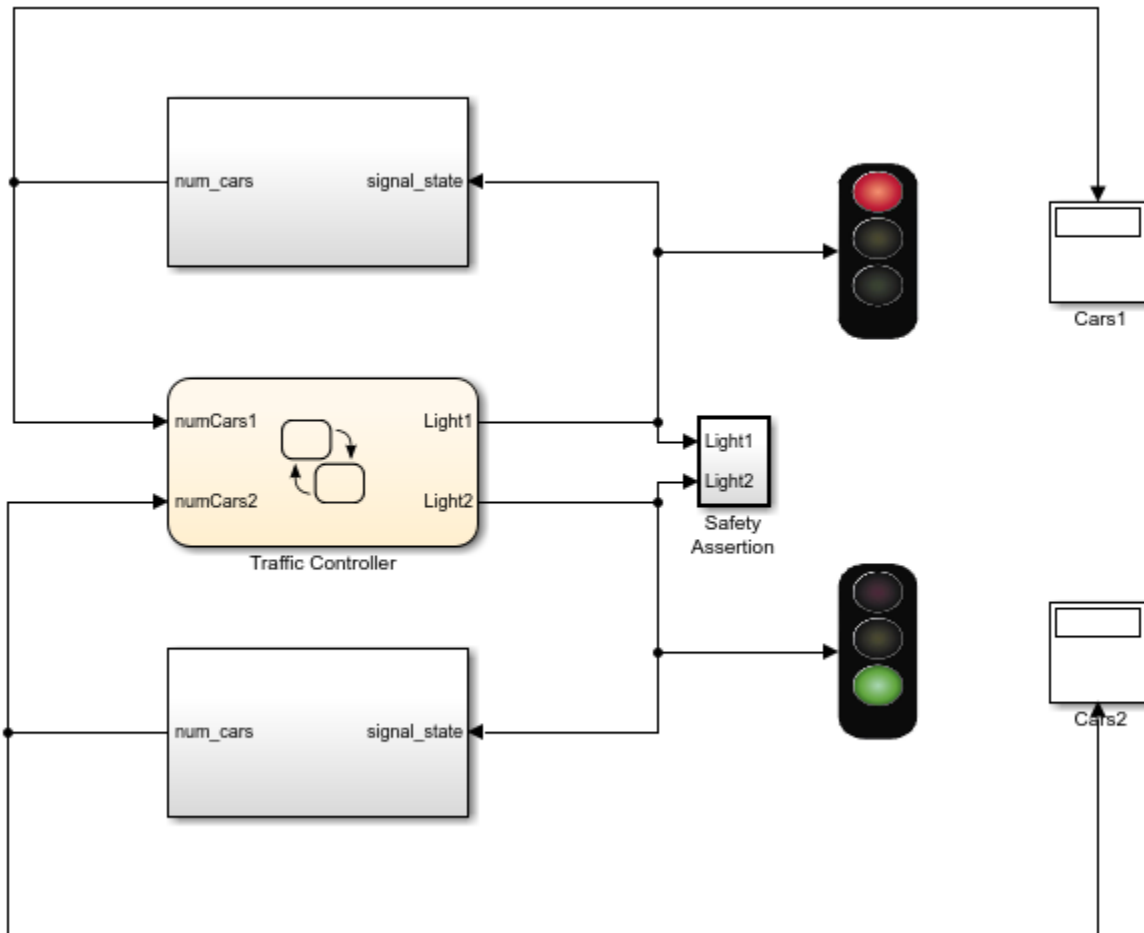 num_cars
signal_state
Cars1
numCars1
Light1
numCars2
Light2
Traffic Controller
Light1
Light2
Safety
Assertion
num_cars
signal_state
Cars2